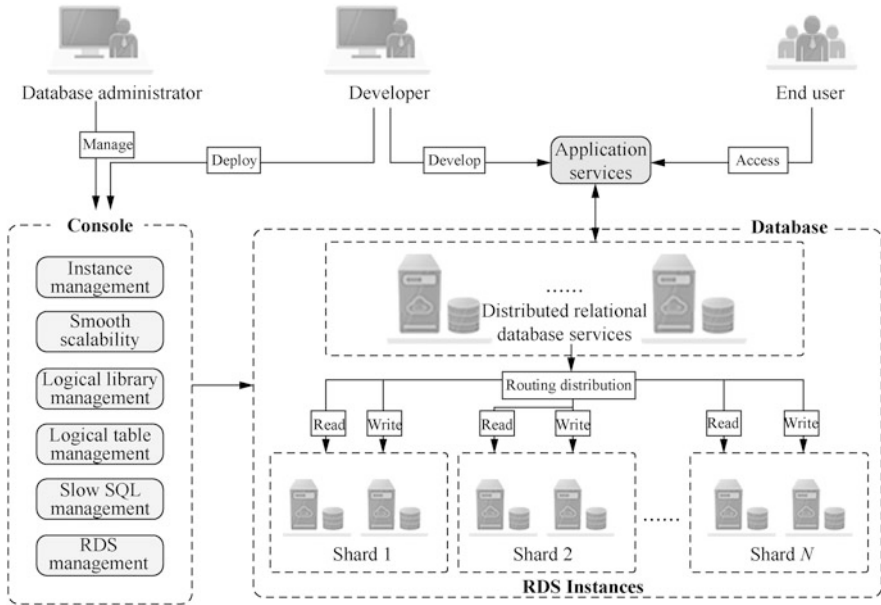 Database administrator
Developer
End user
Manage
Deploy
Develop
Application
services
Access
Console
Instance
management
Smooth
scalability
Logical library
management
Logical table
management
Slow SQL
management
RDS
management
Database
......
Distributed relational
database services
Routing distribution
Read
Write
Read
Write
Read
Write
Shard 1
Shard 2
......
Shard N
RDS Instances